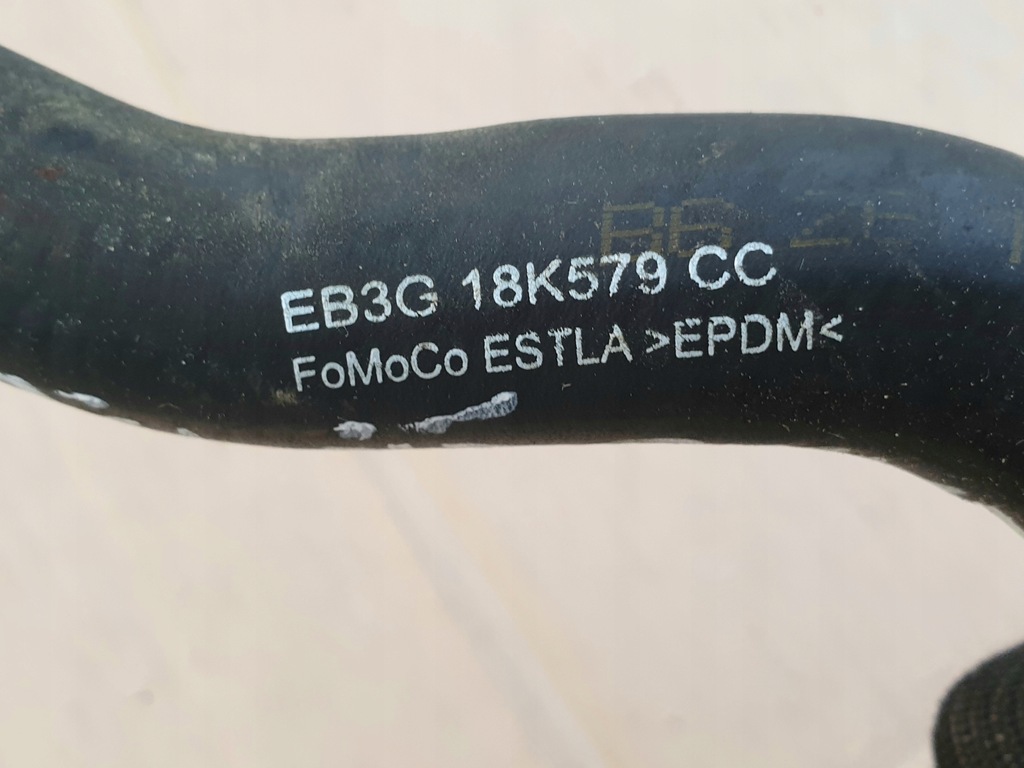 EB3G 18K579 CC
FoMoCo ESTLA >EPDM<